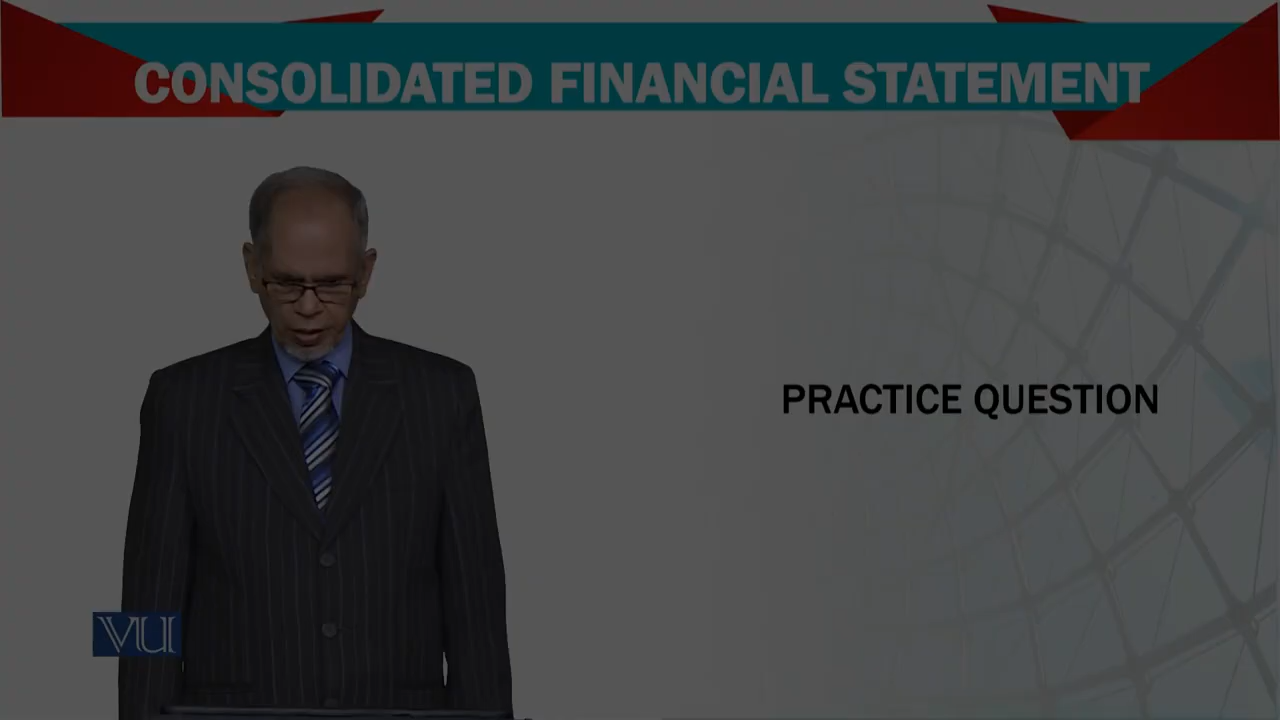 CONSOLIDATED FINANCIAL STATEMENT
PRACTICE QUESTION
VU